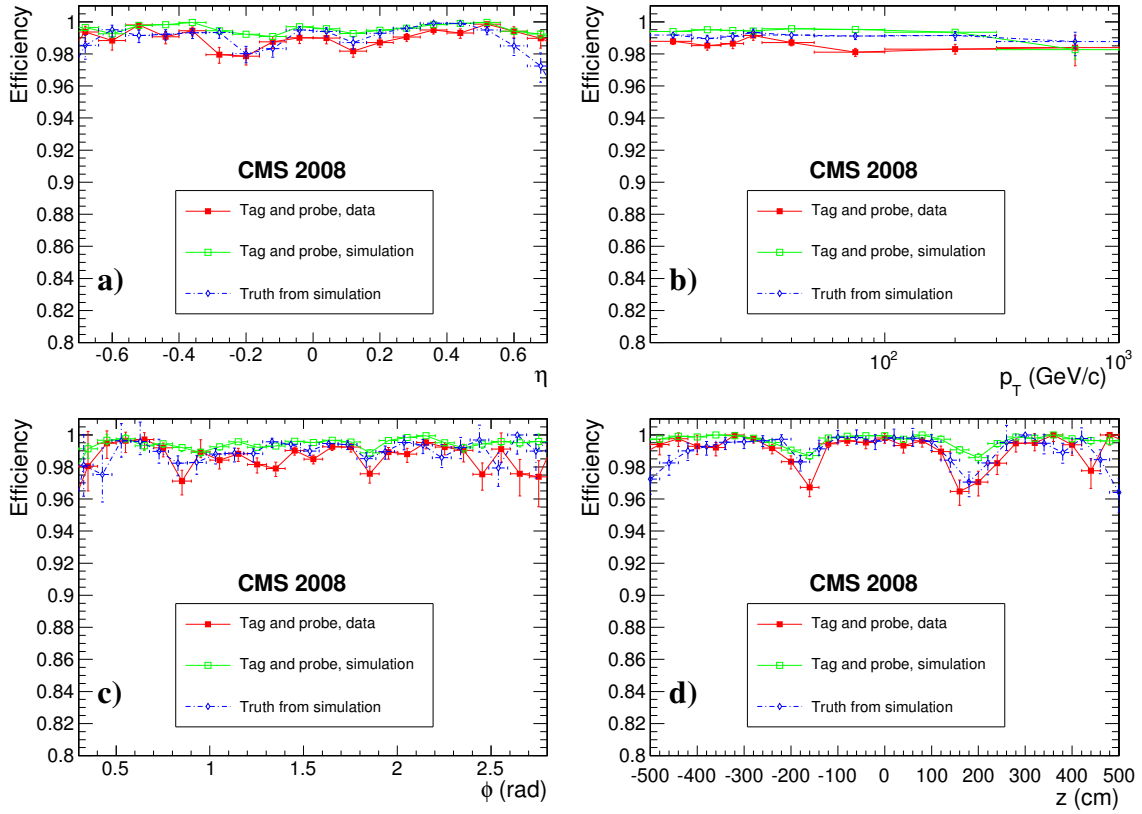 Efficiency
1
0.98
0.96
0.94
0.92
0.9
0.88
0.86
0.84
0.82
0.8
CMS 2008
Tag and probe, data
Tag and probe, simulation
Truth from simulation
a)
-0.6 -0.4 -0.2 0 0.2 0.4 0.6
η
Efficiency
1
0.98
0.96
0.94
0.92
0.9
0.88
0.86
0.84
0.82
0.8
CMS 2008
Tag and probe, data
Tag and probe, simulation
Truth from simulation
b)
10² 10³
p_T (GeV/c)
Efficiency
1
0.98
0.96
0.94
0.92
0.9
0.88
0.86
0.84
0.82
0.8
CMS 2008
Tag and probe, data
Tag and probe, simulation
Truth from simulation
c)
0.5 1 1.5 2 2.5
ϕ (rad)
Efficiency
1
0.98
0.96
0.94
0.92
0.9
0.88
0.86
0.84
0.82
0.8
CMS 2008
Tag and probe, data
Tag and probe, simulation
Truth from simulation
d)
-500 -400 -300 -200 -100 0 100 200 300 400 500
z (cm)